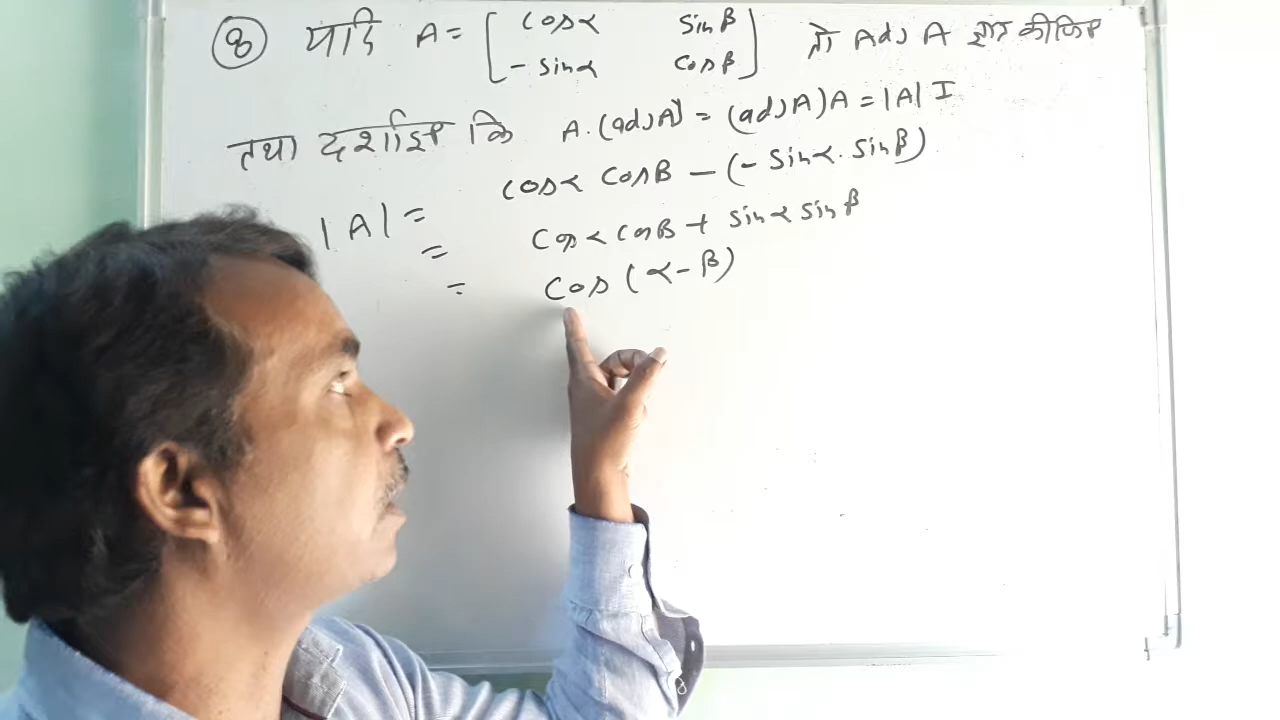 8 यदि A = [ cosα sinβ
- sinα cosβ ] तो Adj A ज्ञात कीजिए
तथा दर्शाइए कि A.(adjA) = (adjA)A = |A| I
|A| = cosα cosβ - (- sinα. sinβ)
= cosα cosβ + sinα sinβ
= cos (α - β)